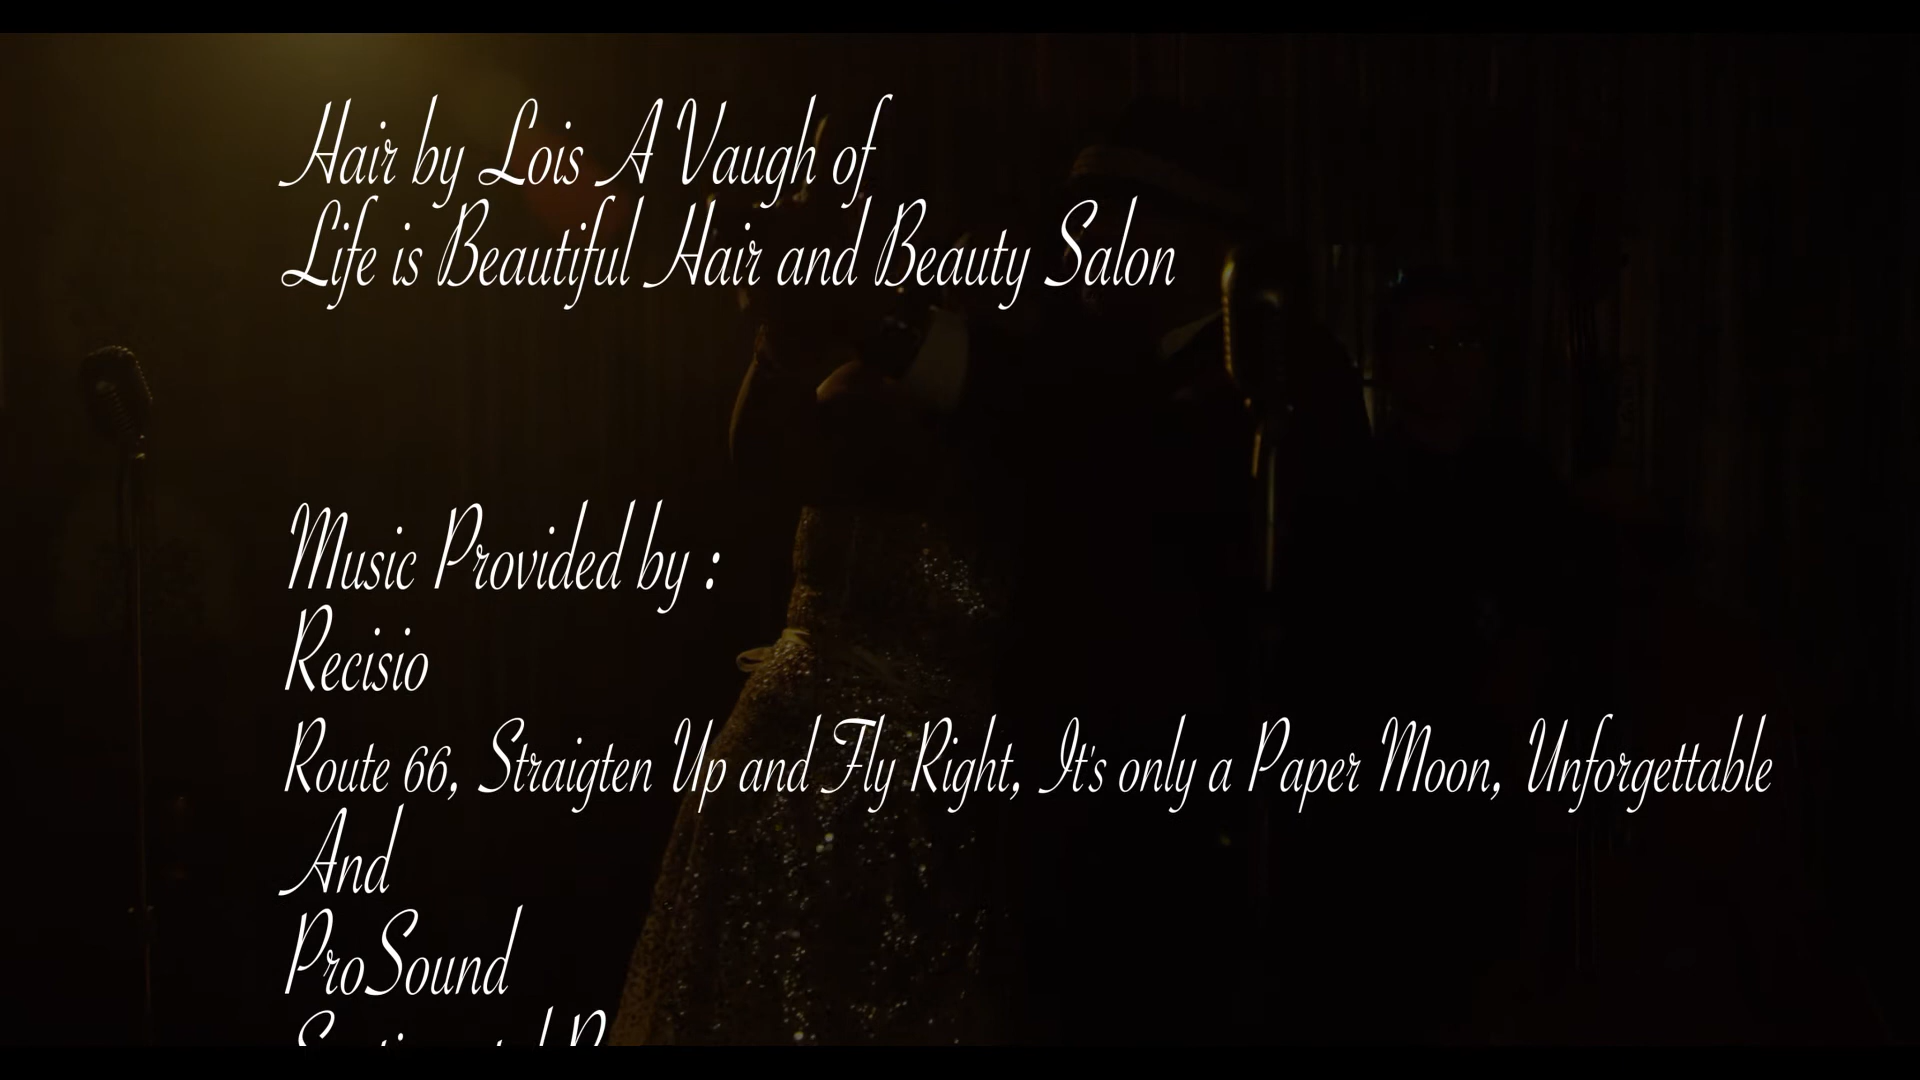 Hair by Lois A Vaugh of
Life is Beautiful Hair and Beauty Salon
Music Provided by :
Recisio
Route 66, Straigten Up and Fly Right, It's only a Paper Moon, Unforgettable
And
ProSound